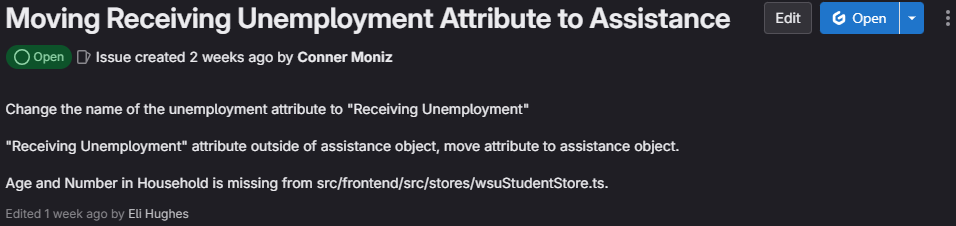 Moving Receiving Unemployment Attribute to Assistance
Edit
Open
Open
Issue created 2 weeks ago by Conner Moniz
Change the name of the unemployment attribute to "Receiving Unemployment"
"Receiving Unemployment" attribute outside of assistance object, move attribute to assistance object.
Age and Number in Household is missing from src/frontend/src/stores/wsuStudentStore.ts.
Edited 1 week ago by Eli Hughes